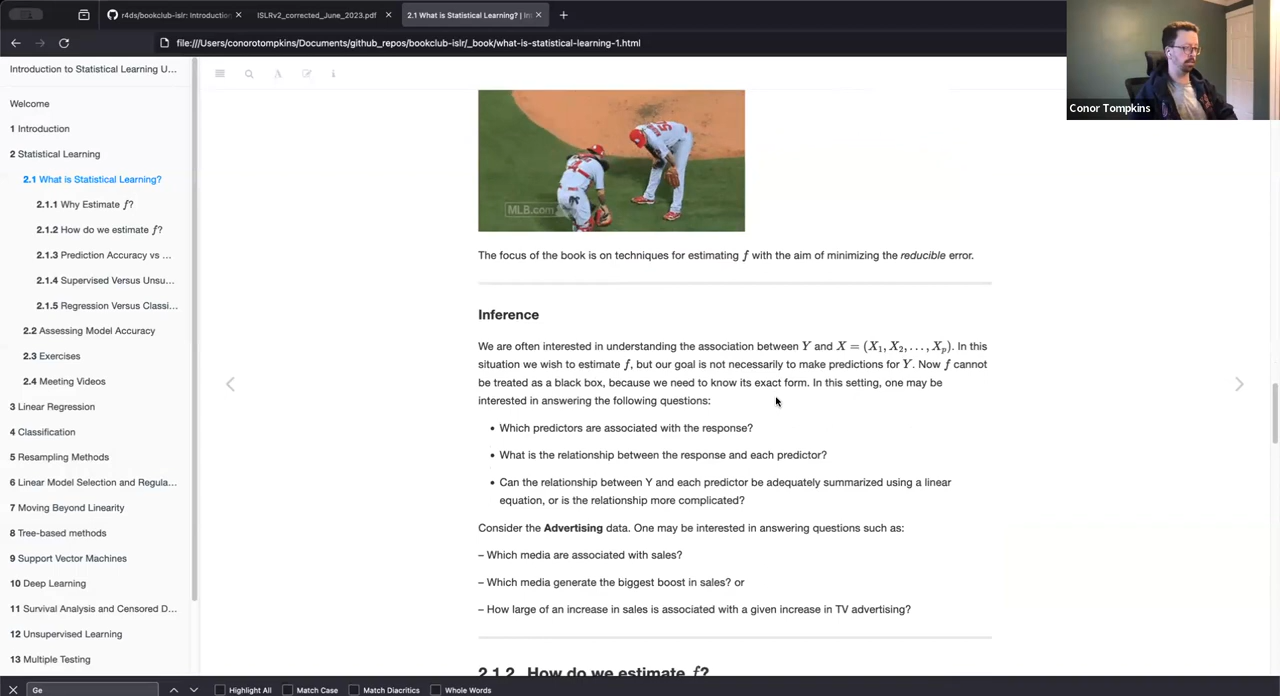 r4ds/bookclub-islr: Introduction
ISLRv2_corrected_June_2023.pdf
2.1 What is Statistical Learning? | In
file:///Users/conorotompkins/Documents/github_repos/bookclub-islr/_book/what-is-statistical-learning-1.html
Conor Tompkins
Introduction to Statistical Learning U...
Welcome
1 Introduction
2 Statistical Learning
2.1 What is Statistical Learning?
2.1.1 Why Estimate f?
2.1.2 How do we estimate f?
2.1.3 Prediction Accuracy vs ...
2.1.4 Supervised Versus Unsu...
2.1.5 Regression Versus Classi...
2.2 Assessing Model Accuracy
2.3 Exercises
2.4 Meeting Videos
3 Linear Regression
4 Classification
5 Resampling Methods
6 Linear Model Selection and Regula...
7 Moving Beyond Linearity
8 Tree-based methods
9 Support Vector Machines
10 Deep Learning
11 Survival Analysis and Censored D...
12 Unsupervised Learning
13 Multiple Testing
MLB.com
The focus of the book is on techniques for estimating f with the aim of minimizing the reducible error.
Inference
We are often interested in understanding the association between Y and X = (X₁, X₂, . . . , Xₚ). In this
situation we wish to estimate f, but our goal is not necessarily to make predictions for Y. Now f cannot
be treated as a black box, because we need to know its exact form. In this setting, one may be
interested in answering the following questions:
• Which predictors are associated with the response?
• What is the relationship between the response and each predictor?
• Can the relationship between Y and each predictor be adequately summarized using a linear
equation, or is the relationship more complicated?
Consider the Advertising data. One may be interested in answering questions such as:
– Which media are associated with sales?
– Which media generate the biggest boost in sales? or
– How large of an increase in sales is associated with a given increase in TV advertising?
2.1.2 How do we estimate f?
Ge
Highlight All
Match Case
Match Diacritics
Whole Words